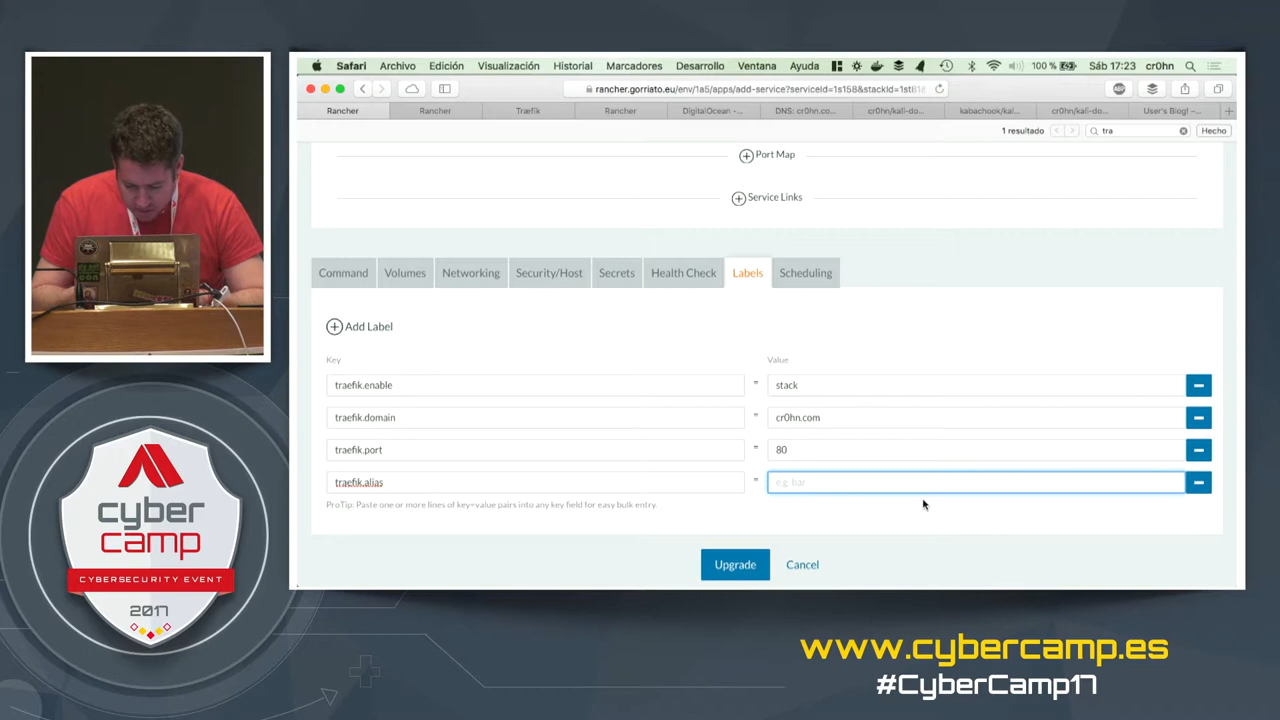 Safari Archivo Edición Visualización Historial Marcadores Desarrollo Ventana Ayuda 100 % Sáb 17:23 cr0hn
rancher.gorriato.eu/env/1a5/apps/add-service?serviceId=1s158&stackId=1st818
Rancher Rancher Træfik Rancher DigitalOcean -... DNS: cr0hn.co... cr0hn/kali-do... kabachook/kal... cr0hn/kali-do... User's Blog! –...
1 resultado tra Hecho
Port Map
Service Links
Command Volumes Networking Security/Host Secrets Health Check Labels Scheduling
Add Label
Key Value
traefik.enable = stack
traefik.domain = cr0hn.com
traefik.port = 80
traefik.alias = e.g. bar
ProTip: Paste one or more lines of key=value pairs into any key field for easy bulk entry.
Upgrade Cancel
cyber
camp
CYBERSECURITY EVENT
2017
www.cybercamp.es
#CyberCamp17